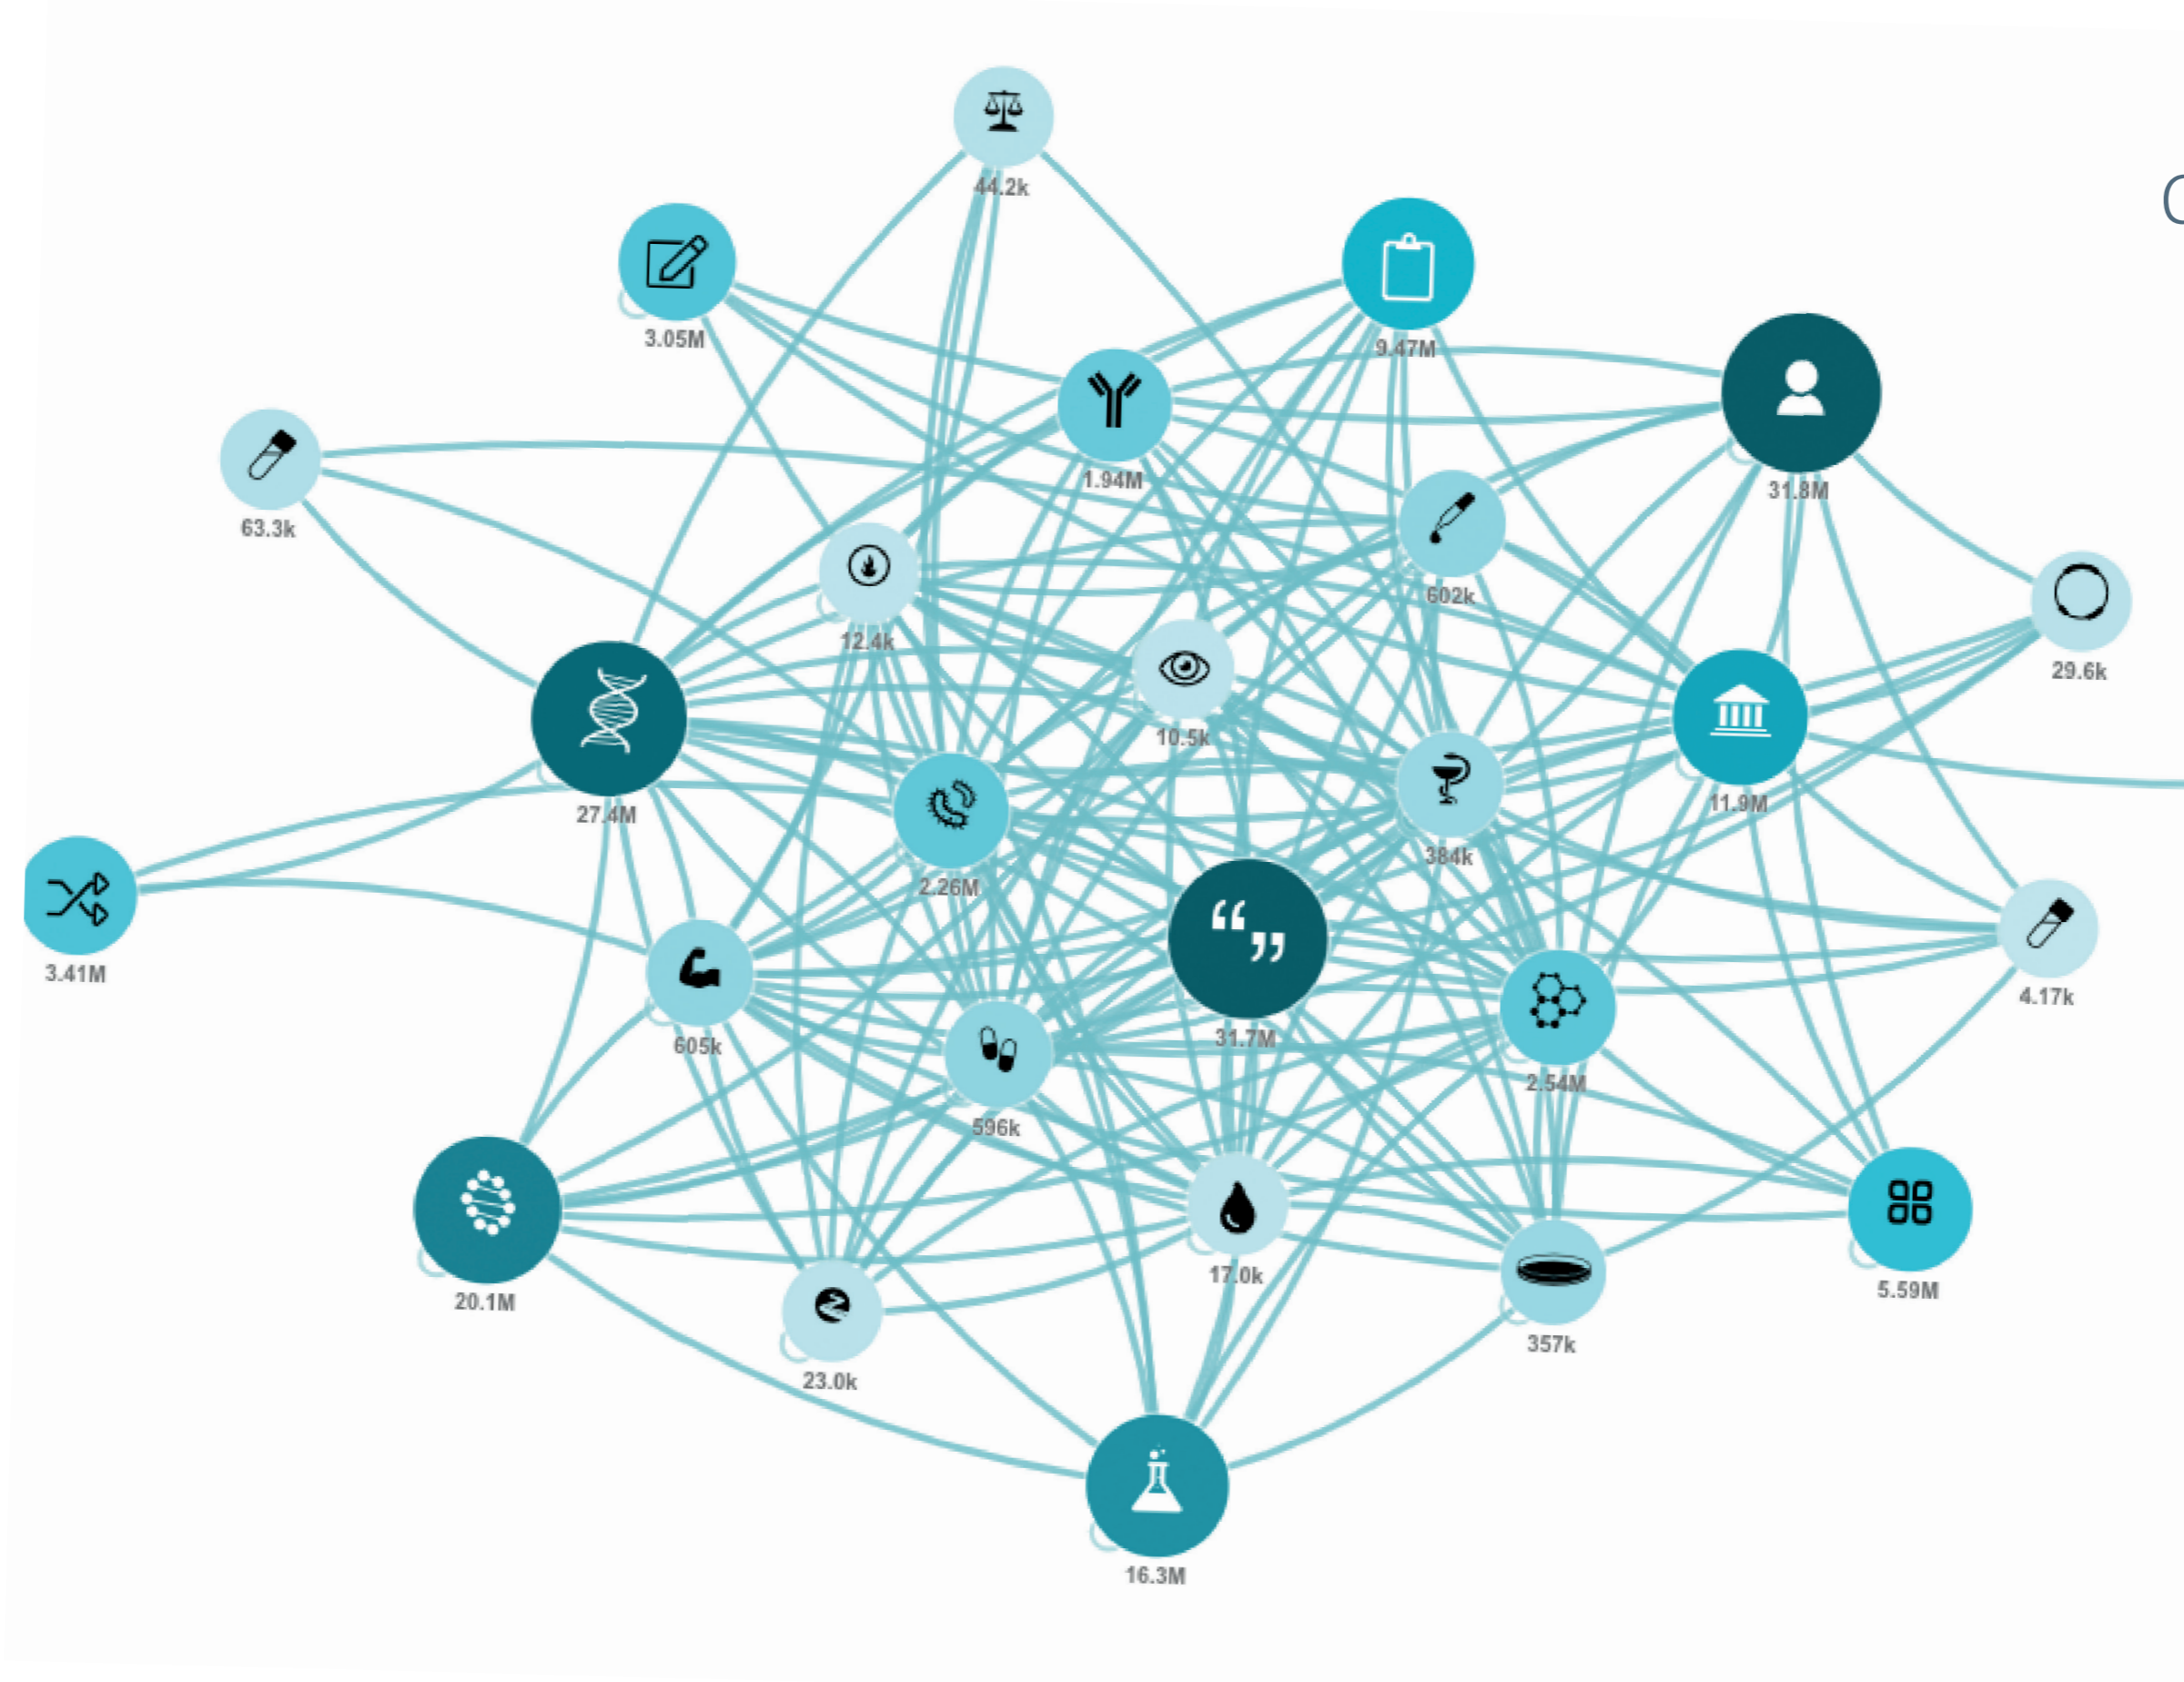 44.2k
3.05M
9.47M
1.94M
31.8M
63.3k
602k
12.4k
29.6k
10.5k
27.4M
11.9M
384k
2.26M
3.41M
4.17k
“ ”
31.7M
605k
2.54M
596k
17.0k
5.59M
20.1M
357k
23.0k
16.3M